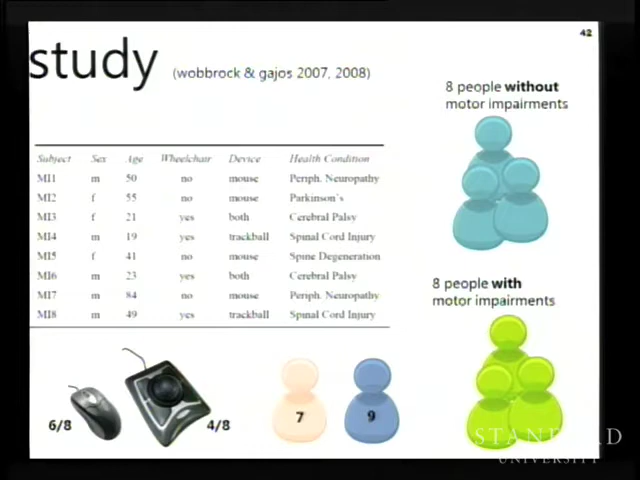 42
study (wobbrock & gajos 2007, 2008)
8 people without
motor impairments
Subject Sex Age Wheelchair Device Health Condition
MI1 m 50 no mouse Periph. Neuropathy
MI2 f 55 no mouse Parkinson's
MI3 f 21 yes both Cerebral Palsy
MI4 m 19 yes trackball Spinal Cord Injury
MI5 f 41 no mouse Spine Degeneration
MI6 m 23 yes both Cerebral Palsy
MI7 m 84 no mouse Periph. Neuropathy
MI8 m 49 yes trackball Spinal Cord Injury
8 people with
motor impairments
6/8
4/8
7
9
STANFORD
UNIVERSITY